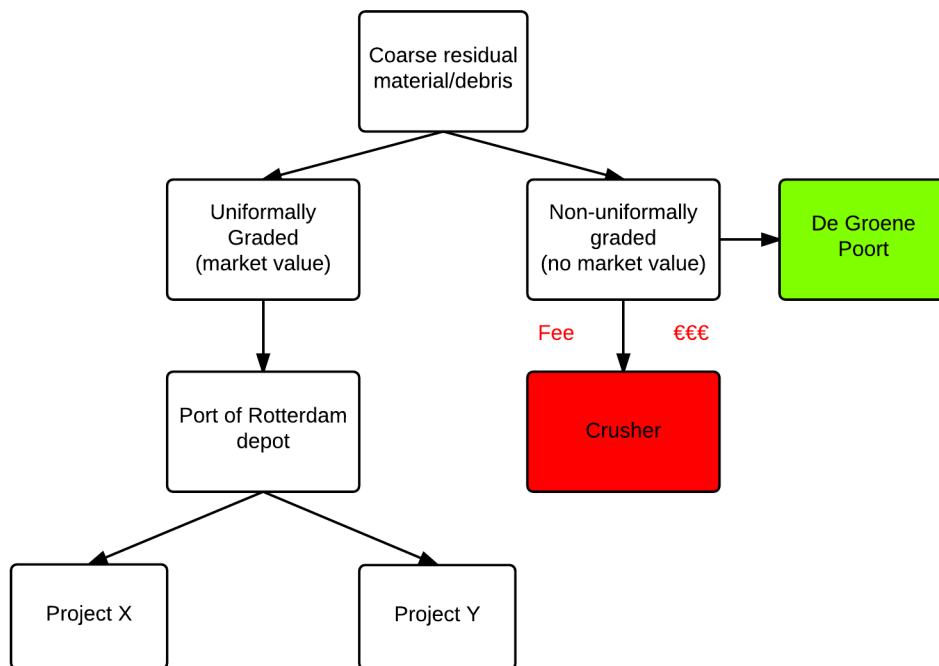 Coarse residual
material/debris
Uniformally
Graded
(market value)
Non-uniformally
graded
(no market value)
De Groene
Poort
Fee
€€€
Port of Rotterdam
depot
Crusher
Project X
Project Y